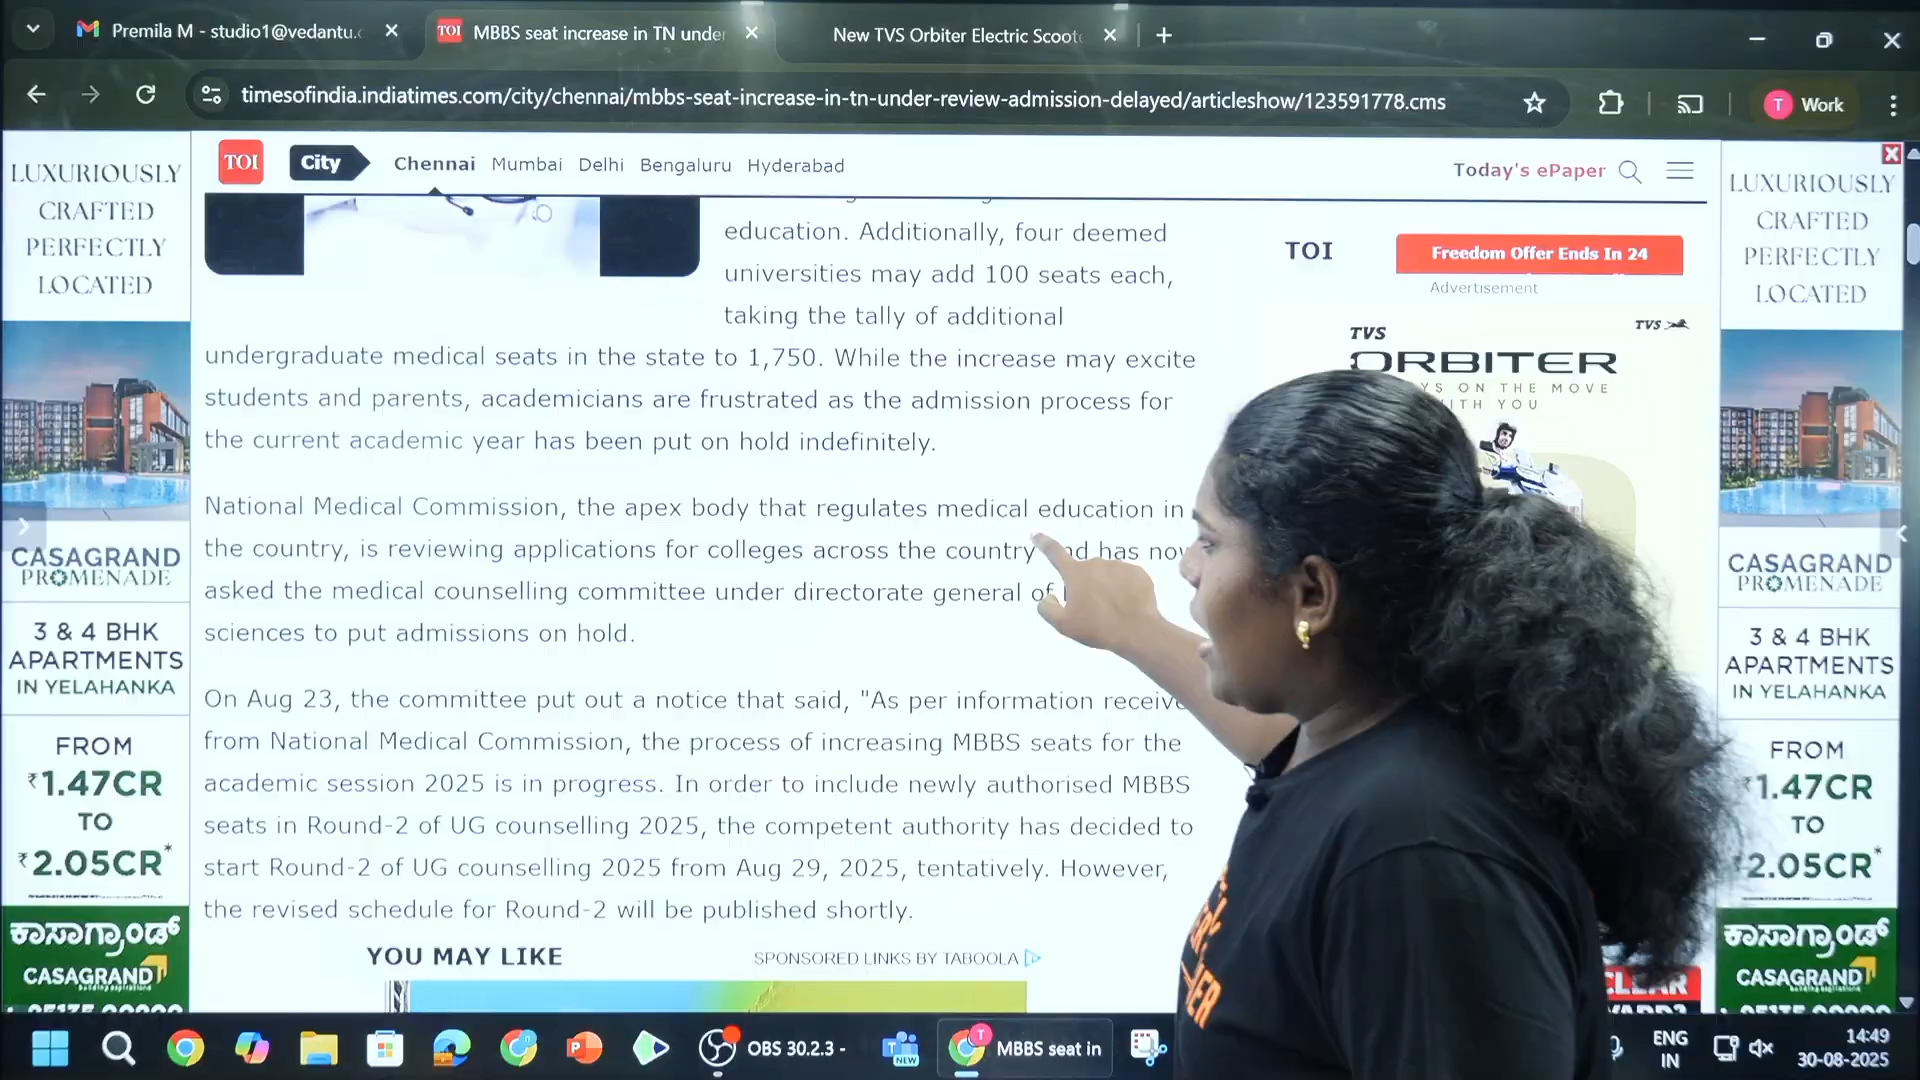 Premila M - studio1@vedantu.c
TOI
MBBS seat increase in TN under
New TVS Orbiter Electric Scoote
timesofindia.indiatimes.com/city/chennai/mbbs-seat-increase-in-tn-under-review-admission-delayed/articleshow/123591778.cms
T
Work
TOI
City
Chennai
Mumbai
Delhi
Bengaluru
Hyderabad
Today's ePaper
LUXURIOUSLY
CRAFTED
PERFECTLY
LOCATED
CASAGRAND
PROMENADE
3 & 4 BHK
APARTMENTS
IN YELAHANKA
FROM
₹1.47CR
TO
₹2.05CR*
ಕಾಸಾಗ್ರ್ಯಾಂಡ್
CASAGRAND
education. Additionally, four deemed
universities may add 100 seats each,
taking the tally of additional
undergraduate medical seats in the state to 1,750. While the increase may excite
students and parents, academicians are frustrated as the admission process for
the current academic year has been put on hold indefinitely.
National Medical Commission, the apex body that regulates medical education in
the country, is reviewing applications for colleges across the country and has now
asked the medical counselling committee under directorate general of
sciences to put admissions on hold.
On Aug 23, the committee put out a notice that said, "As per information receive
from National Medical Commission, the process of increasing MBBS seats for the
academic session 2025 is in progress. In order to include newly authorised MBBS
seats in Round-2 of UG counselling 2025, the competent authority has decided to
start Round-2 of UG counselling 2025 from Aug 29, 2025, tentatively. However,
the revised schedule for Round-2 will be published shortly.
YOU MAY LIKE
SPONSORED LINKS BY TABOOLA
TOI
Freedom Offer Ends In 24
Advertisement
TVS
TVS
ORBITER
ON THE MOVE
WITH YOU
LUXURIOUSLY
CRAFTED
PERFECTLY
LOCATED
CASAGRAND
PROMENADE
3 & 4 BHK
APARTMENTS
IN YELAHANKA
FROM
₹1.47CR
TO
2.05CR*
ಕಾಸಾಗ್ರ್ಯಾಂಡ್
CASAGRAND
CLEAR
OBS 30.2.3 -
NEW
T
MBBS seat in
ENG
IN
14:49
30-08-2025